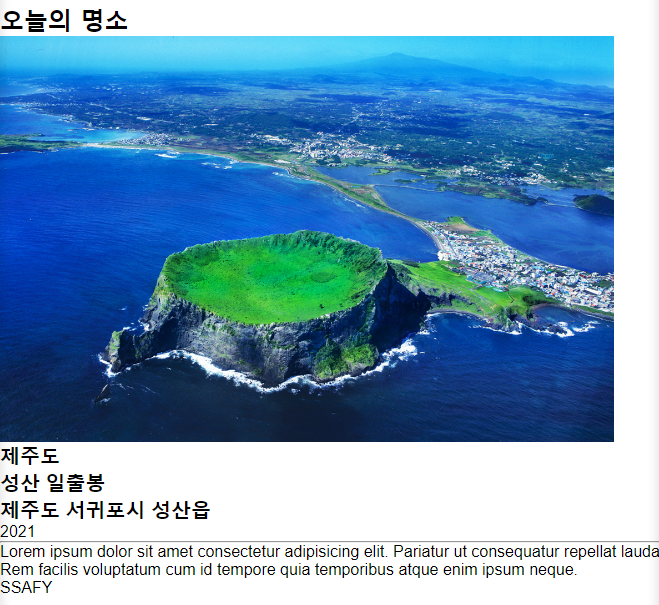 오늘의 명소
제주도
성산 일출봉
제주도 서귀포시 성산읍
2021
Lorem ipsum dolor sit amet consectetur adipisicing elit. Pariatur ut consequatur repellat lauda
Rem facilis voluptatum cum id tempore quia temporibus atque enim ipsum neque.
SSAFY